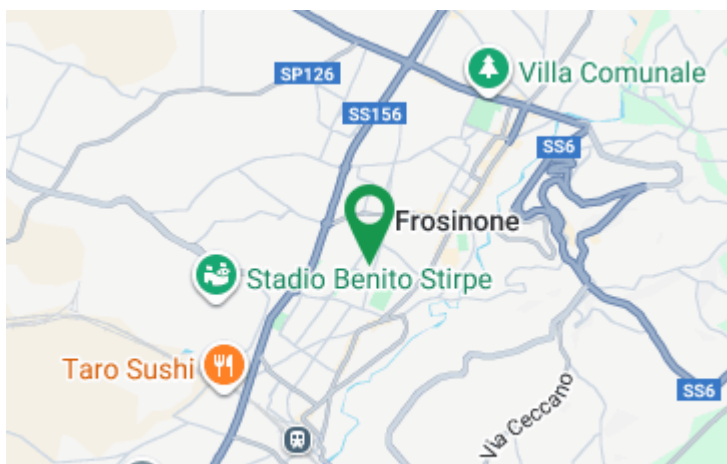 SP126
Villa Comunale
SS156
SS6
Frosinone
Stadio Benito Stirpe
Taro Sushi
SS6
Via Ceccano